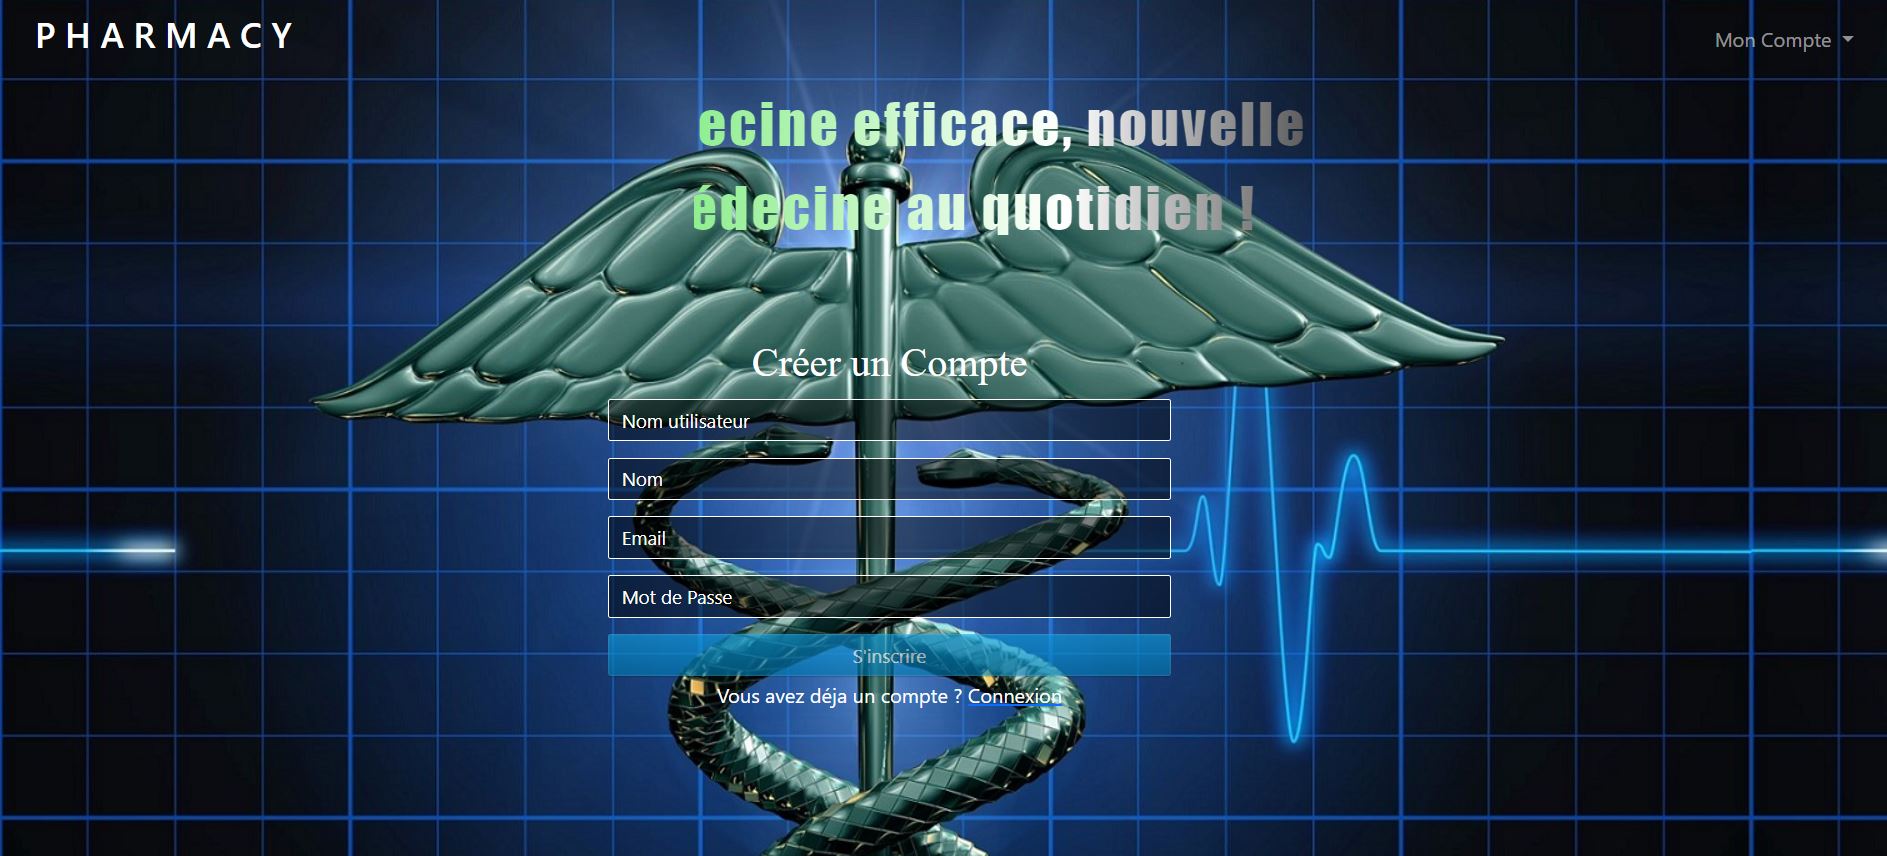 PHARMACY
Mon Compte
ecine efficace, nouvelle
édecine au quotidien !
Créer un Compte
Nom utilisateur
Nom
Email
Mot de Passe
S'inscrire
Vous avez déja un compte ? Connexion